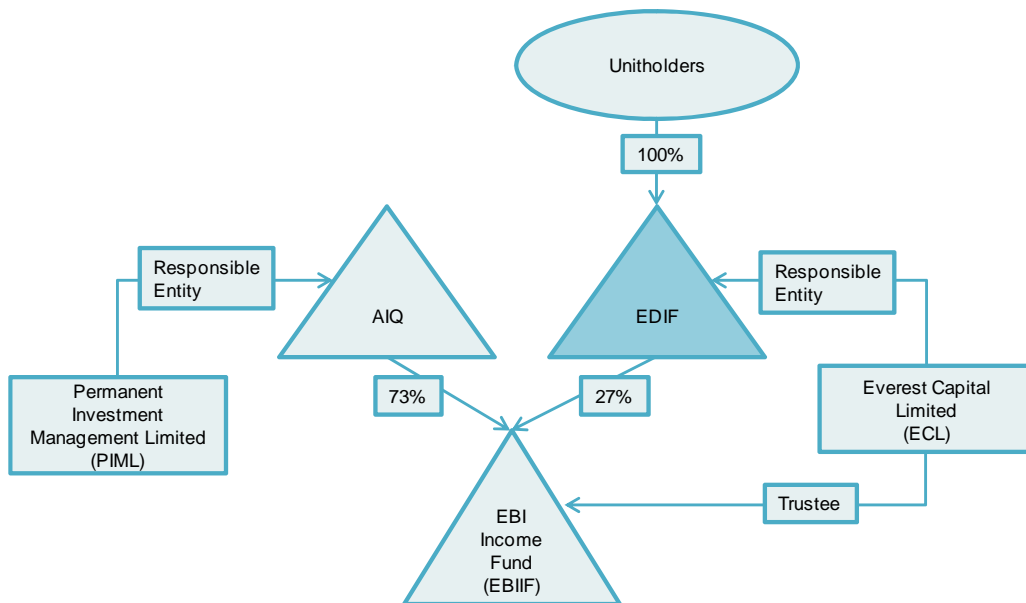 Unitholders
100%
Responsible
Entity
Responsible
Entity
AIQ
EDIF
73%
27%
Permanent
Investment
Management Limited
(PIML)
Everest Capital
Limited
(ECL)
Trustee
EBI
Income
Fund
(EBIIF)